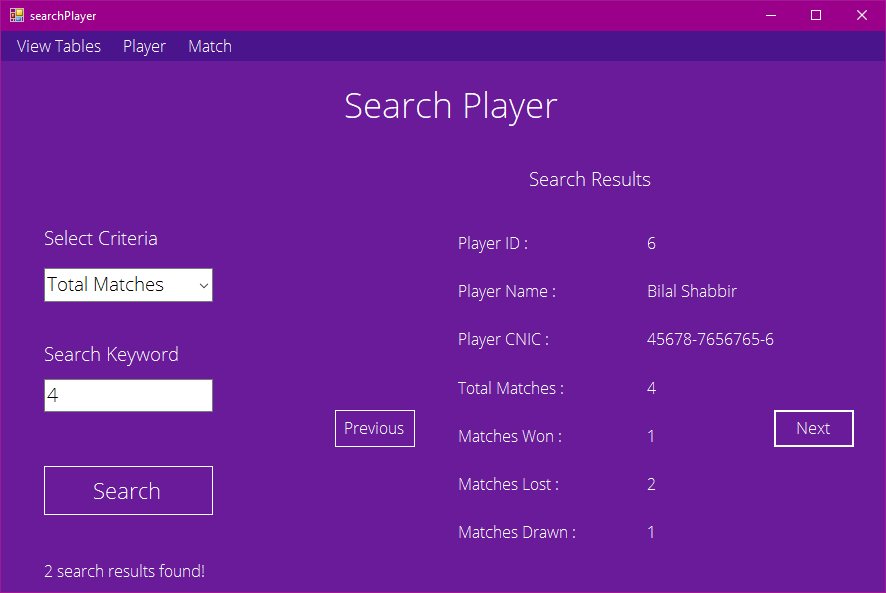 searchPlayer
View Tables Player Match
Search Player
Search Results
Select Criteria
Total Matches
Search Keyword
4
Search
2 search results found!
Previous
Player ID : 6
Player Name : Bilal Shabbir
Player CNIC : 45678-7656765-6
Total Matches : 4
Matches Won : 1
Matches Lost : 2
Matches Drawn : 1
Next